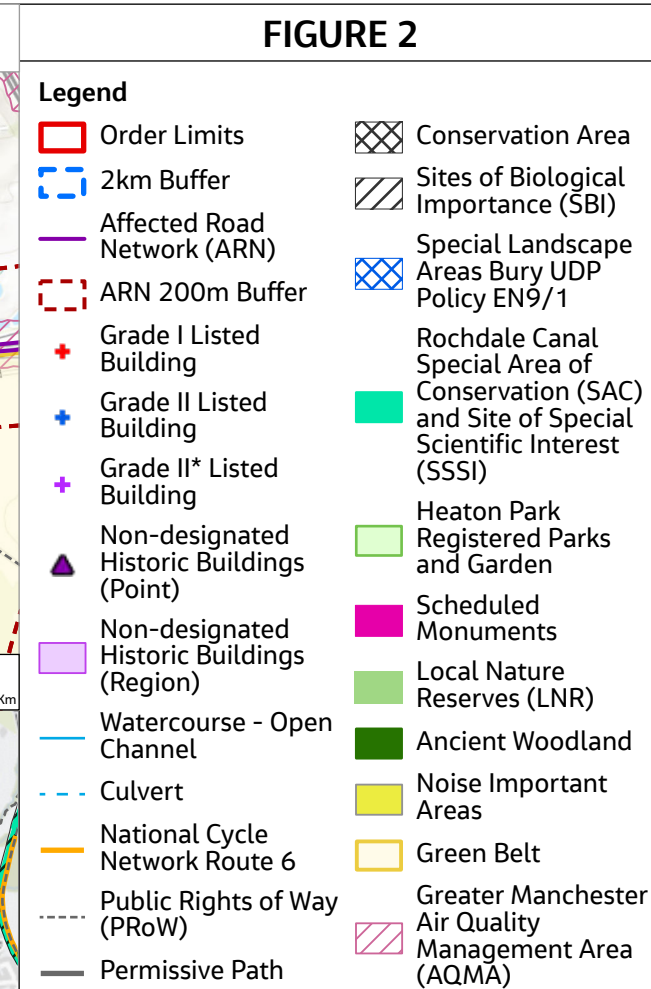 FIGURE 2
Legend
Order Limits
2km Buffer
Affected Road
Network (ARN)
ARN 200m Buffer
Grade I Listed
Building
Grade II Listed
Building
Grade II* Listed
Building
Non-designated
Historic Buildings
(Point)
Non-designated
Historic Buildings
(Region)
Watercourse - Open
Channel
Culvert
National Cycle
Network Route 6
Public Rights of Way
(PRoW)
Permissive Path
Conservation Area
Sites of Biological
Importance (SBI)
Special Landscape
Areas Bury UDP
Policy EN9/1
Rochdale Canal
Special Area of
Conservation (SAC)
and Site of Special
Scientific Interest
(SSSI)
Heaton Park
Registered Parks
and Garden
Scheduled
Monuments
Local Nature
Reserves (LNR)
Ancient Woodland
Noise Important
Areas
Green Belt
Greater Manchester
Air Quality
Management Area
(AQMA)
Km